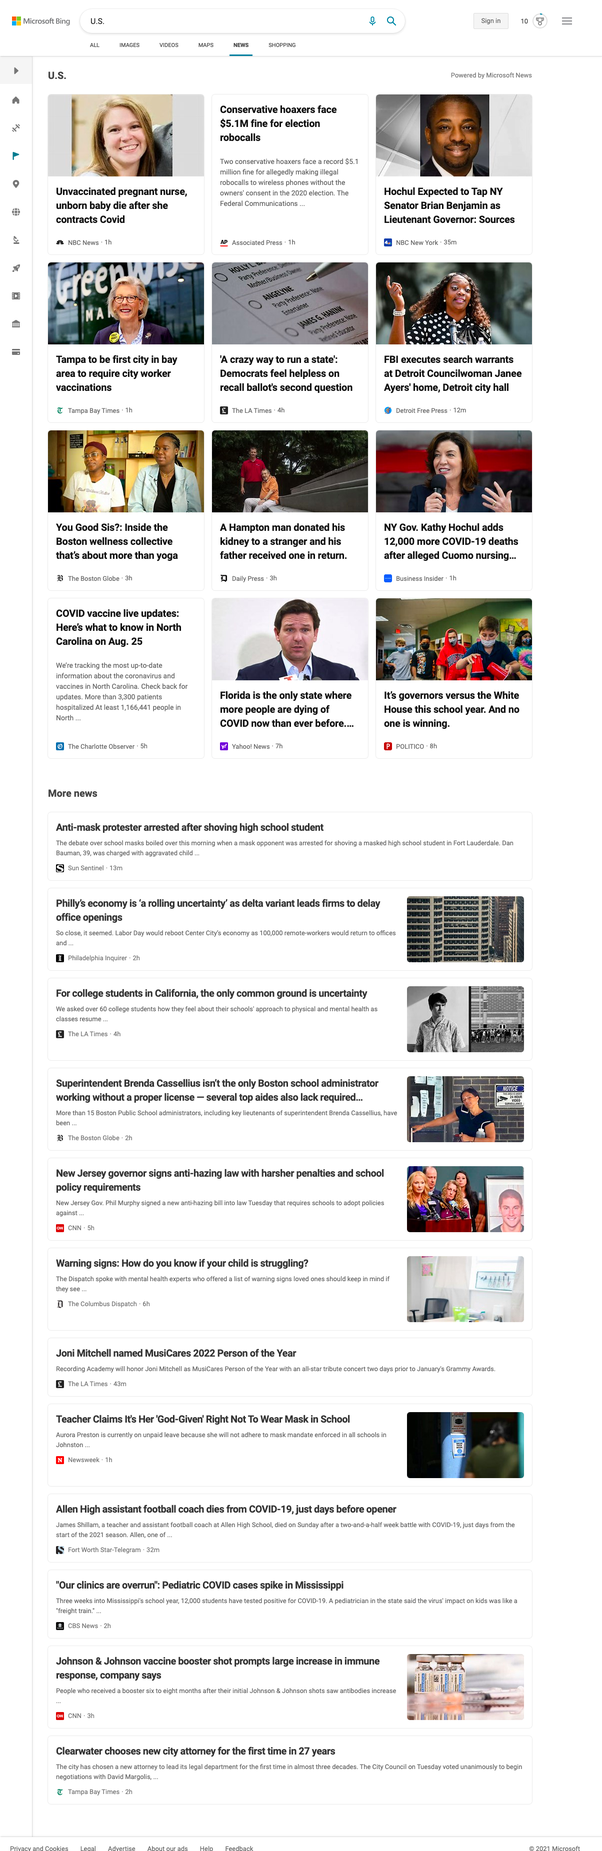 Microsoft Bing
U.S.
Sign in
10
ALL
IMAGES
VIDEOS
MAPS
NEWS
SHOPPING
U.S.
Powered by Microsoft News
Unvaccinated pregnant nurse,
unborn baby die after she
contracts Covid
NBC News · 1h
Conservative hoaxers face
$5.1M fine for election
robocalls
Two conservative hoaxers face a record $5.1
million fine for allegedly making illegal
robocalls to wireless phones without the
owners' consent in the 2020 election. The
Federal Communications ...
AP
Associated Press · 1h
Hochul Expected to Tap NY
Senator Brian Benjamin as
Lieutenant Governor: Sources
NBC New York · 35m
GreenWise
MA
Tampa to be first city in bay
area to require city worker
vaccinations
Tampa Bay Times · 1h
HOLLY L. B
Party Preference:
Mother/Business Owner
ANGELYNE
Party Preference: None
Entertainer
JAMES G. HANINK
Party Preference: None
Retired Educator
'A crazy way to run a state':
Democrats feel helpless on
recall ballot's second question
The LA Times · 4h
FBI executes search warrants
at Detroit Councilwoman Janee
Ayers' home, Detroit city hall
Detroit Free Press · 12m
You Good Sis?: Inside the
Boston wellness collective
that's about more than yoga
The Boston Globe · 3h
A Hampton man donated his
kidney to a stranger and his
father received one in return.
Daily Press · 3h
NY Gov. Kathy Hochul adds
12,000 more COVID-19 deaths
after alleged Cuomo nursing...
Business Insider · 1h
COVID vaccine live updates:
Here's what to know in North
Carolina on Aug. 25
We're tracking the most up-to-date
information about the coronavirus and
vaccines in North Carolina. Check back for
updates. More than 3,300 patients
hospitalized At least 1,166,441 people in
North ...
The Charlotte Observer · 5h
Florida is the only state where
more people are dying of
COVID now than ever before....
Yahoo! News · 7h
It's governors versus the White
House this school year. And no
one is winning.
POLITICO · 8h
More news
Anti-mask protester arrested after shoving high school student
The debate over school masks boiled over this morning when a mask opponent was arrested for shoving a masked high school student in Fort Lauderdale. Dan
Bauman, 39, was charged with aggravated child ...
Sun Sentinel · 13m
Philly's economy is 'a rolling uncertainty' as delta variant leads firms to delay
office openings
So close, it seemed. Labor Day would reboot Center City's economy as 100,000 remote-workers would return to offices
and ...
Philadelphia Inquirer · 2h
For college students in California, the only common ground is uncertainty
We asked over 60 college students how they feel about their schools' approach to physical and mental health as
classes resume ...
The LA Times · 4h
Superintendent Brenda Cassellius isn't the only Boston school administrator
working without a proper license — several top aides also lack required...
More than 15 Boston Public School administrators, including key lieutenants of superintendent Brenda Cassellius, have
been ...
The Boston Globe · 2h
NOTICE
New Jersey governor signs anti-hazing law with harsher penalties and school
policy requirements
New Jersey Gov. Phil Murphy signed a new anti-hazing bill into law Tuesday that requires schools to adopt policies
against ...
CNN · 5h
Warning signs: How do you know if your child is struggling?
The Dispatch spoke with mental health experts who offered a list of warning signs loved ones should keep in mind if
they see ...
The Columbus Dispatch · 6h
Joni Mitchell named MusiCares 2022 Person of the Year
Recording Academy will honor Joni Mitchell as MusiCares Person of the Year with an all-star tribute concert two days prior to January's Grammy Awards.
The LA Times · 43m
Teacher Claims It's Her 'God-Given' Right Not To Wear Mask in School
Aurora Preston is currently on unpaid leave because she will not adhere to mask mandate enforced in all schools in
Johnston ...
Newsweek · 1h
Allen High assistant football coach dies from COVID-19, just days before opener
James Shillam, a teacher and assistant football coach at Allen High School, died on Sunday after a two-and-a-half week battle with COVID-19, just days from the
start of the 2021 season. Allen, one of ...
Fort Worth Star-Telegram · 32m
"Our clinics are overrun": Pediatric COVID cases spike in Mississippi
Three weeks into Mississippi's school year, 12,000 students have tested positive for COVID-19. A pediatrician in the state said the virus' impact on kids was like a
"freight train." ...
CBS News · 2h
Johnson & Johnson vaccine booster shot prompts large increase in immune
response, company says
People who received a booster six to eight months after their initial Johnson & Johnson shots saw antibodies increase
...
CNN · 3h
Clearwater chooses new city attorney for the first time in 27 years
The city has chosen a new attorney to lead its legal department for the first time in almost three decades. The City Council on Tuesday voted unanimously to begin
negotiations with David Margolis, ...
Tampa Bay Times · 2h
Privacy and Cookies
Legal
Advertise
About our ads
Help
Feedback
© 2021 Microsoft